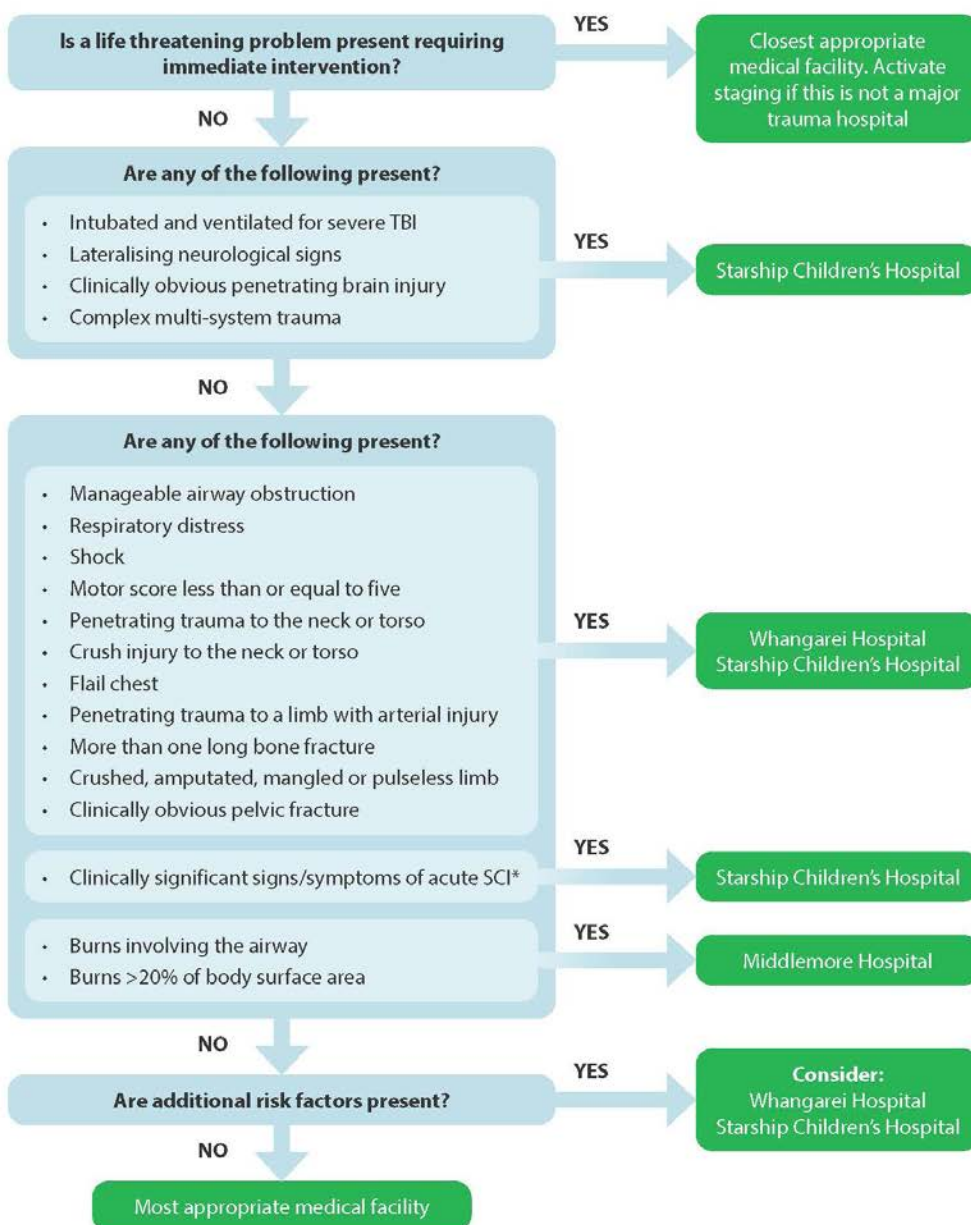 Is a life threatening problem present requiring
immediate intervention?
YES
Closest appropriate
medical facility. Activate
staging if this is not a major
trauma hospital
NO
Are any of the following present?
• Intubated and ventilated for severe TBI
• Lateralising neurological signs
• Clinically obvious penetrating brain injury
• Complex multi-system trauma
YES
Starship Children's Hospital
NO
Are any of the following present?
• Manageable airway obstruction
• Respiratory distress
• Shock
• Motor score less than or equal to five
• Penetrating trauma to the neck or torso
• Crush injury to the neck or torso
• Flail chest
• Penetrating trauma to a limb with arterial injury
• More than one long bone fracture
• Crushed, amputated, mangled or pulseless limb
• Clinically obvious pelvic fracture
YES
Whangarei Hospital
Starship Children's Hospital
• Clinically significant signs/symptoms of acute SCI*
YES
Starship Children's Hospital
• Burns involving the airway
• Burns >20% of body surface area
YES
Middlemore Hospital
NO
Are additional risk factors present?
YES
Consider:
Whangarei Hospital
Starship Children's Hospital
NO
Most appropriate medical facility